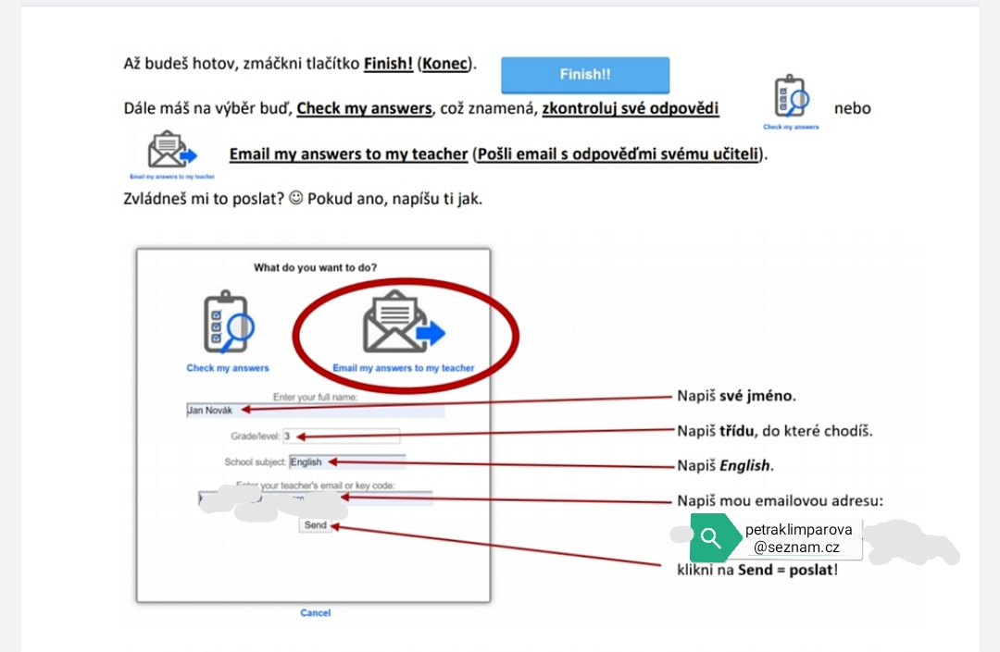 Až budeš hotov, zmáčkni tlačítko Finish! (Konec).
Finish!!
Dále máš na výběr buď, Check my answers, což znamená, zkontroluj své odpovědi
Check my answers
nebo
Email my answers to my teacher
Email my answers to my teacher (Pošli email s odpověďmi svému učiteli).
Zvládneš mi to poslat? ☺ Pokud ano, napíšu ti jak.
What do you want to do?
Check my answers
Email my answers to my teacher
Enter your full name:
Jan Novák
Napiš své jméno.
Grade/level: 3
Napiš třídu, do které chodíš.
School subject: English
Napiš English.
Enter your teacher's email or key code:
Napiš mou emailovou adresu:
petraklimparova
@seznam.cz
Send
klikni na Send = poslat!
Cancel